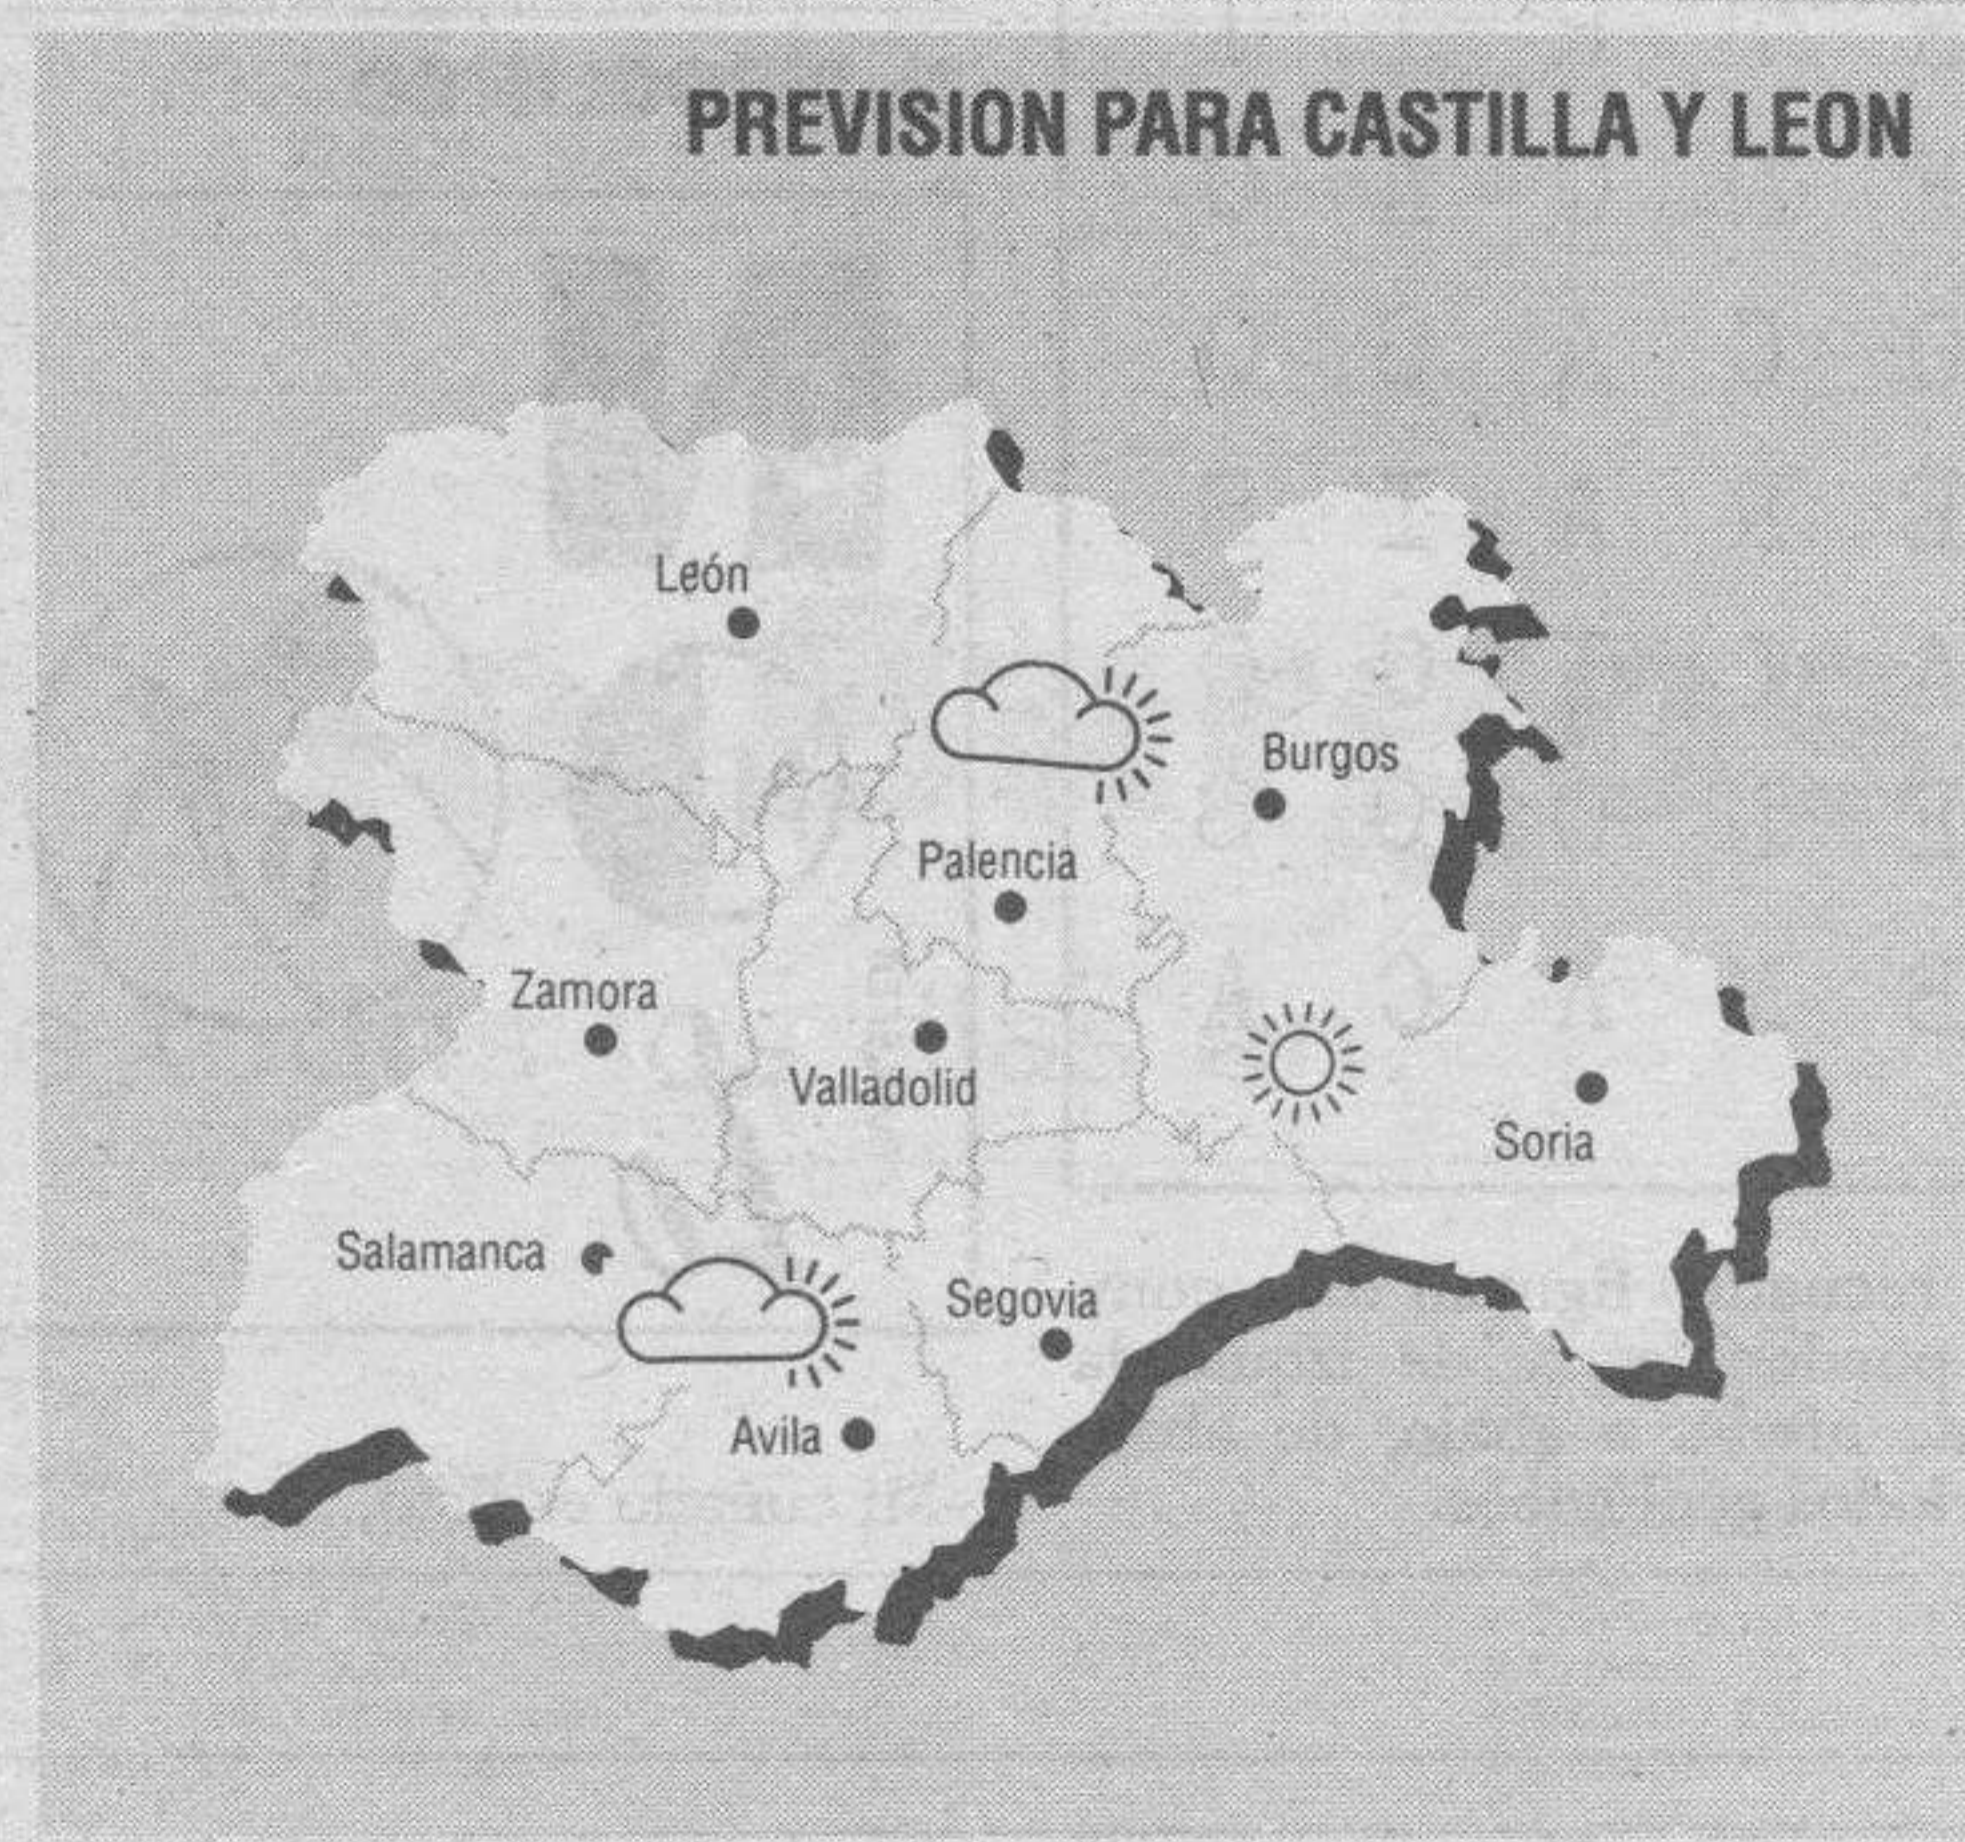 PREVISION PARA CASTILLA Y LEON
León
Burgos
Palencia
Zamora
Valladolid
Soria
Salamanca
Segovia
Avila